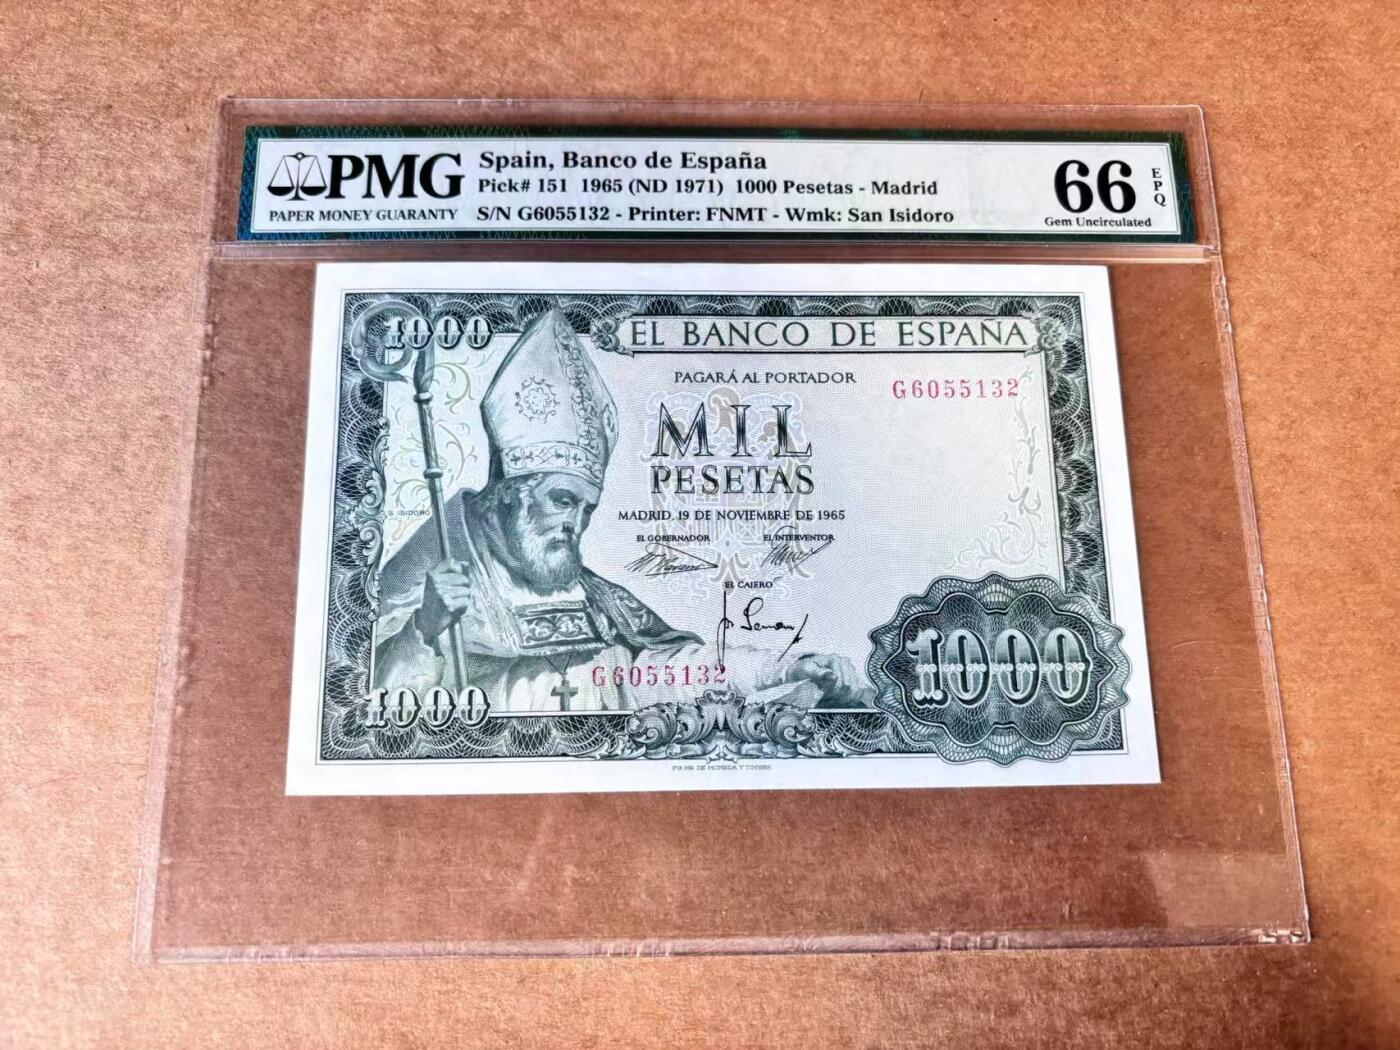 PMG
PAPER MONEY GUARANTY
Spain, Banco de España
Pick# 151 1965 (ND 1971) 1000 Pesetas - Madrid
S/N G6055132 - Printer: FNMT - Wmk: San Isidoro
66
EPQ
Gem Uncirculated
1000
EL BANCO DE ESPAÑA
PAGARÁ AL PORTADOR
G6055132
MIL
PESETAS
S. ISIDORO
MADRID, 19 DE NOVIEMBRE DE 1965
EL GOBERNADOR
EL INTERVENTOR
EL CAJERO
G6055132
1000
1000